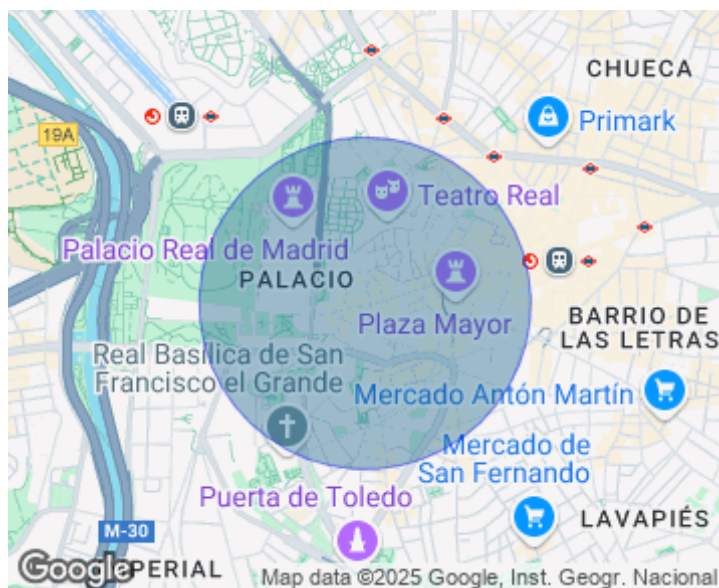 CHUECA
Primark
19A
Teatro Real
Palacio Real de Madrid
PALACIO
Plaza Mayor
BARRIO DE
LAS LETRAS
Real Basílica de San
Francisco el Grande
Mercado Antón Martín
Mercado de
San Fernando
Puerta de Toledo
LAVAPIÉS
M-30
Google
PERIAL
Map data ©2025 Google, Inst. Geogr. Nacional